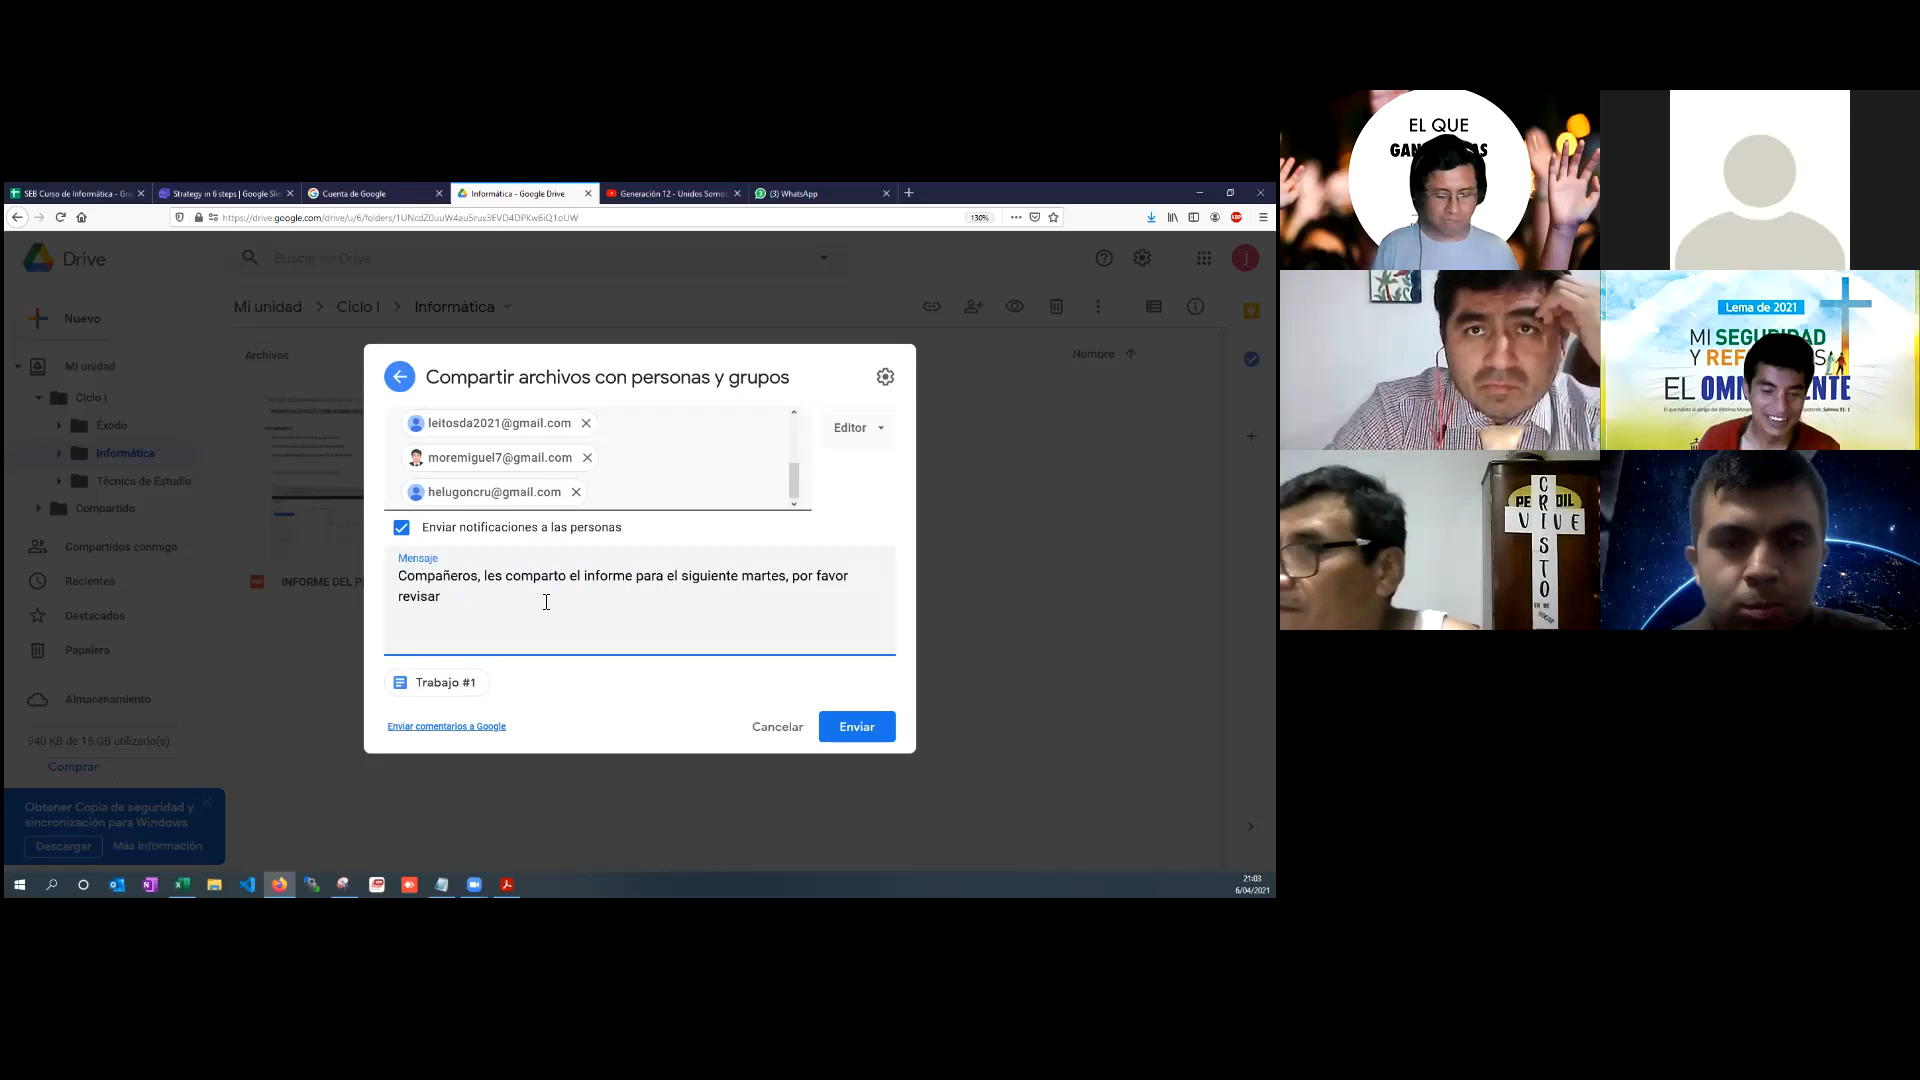 SEB Curso de Informática - Gru
Strategy in 6 steps | Google Sli
Cuenta de Google
Informática - Google Drive
Generación 12 - Unidos Somos
(3) WhatsApp
https://drive.google.com/drive/u/6/folders/1UNcdZ0uuW4au5rux3EVD4DPKw6iQ1oUW
130%
Drive
Buscar en Drive
Nuevo
Mi unidad
Ciclo I
Éxodo
Informática
Técnica de Estudio
Compartido
Compartidos conmigo
Recientes
Destacados
Papelera
Almacenamiento
940 KB de 15 GB utilizado(s)
Comprar
Obtener Copia de seguridad y
sincronización para Windows
Descargar
Más información
Mi unidad
Ciclo I
Informática
Archivos
Nombre
INFORME DEL P
Compartir archivos con personas y grupos
leitosda2021@gmail.com
moremiguel7@gmail.com
helugoncru@gmail.com
Editor
Enviar notificaciones a las personas
Mensaje
Compañeros, les comparto el informe para el siguiente martes, por favor
revisar
Trabajo #1
Enviar comentarios a Google
Cancelar
Enviar
j
21:03
6/04/2021
EL QUE
Lema de 2021
MI SEGURIDAD
Y
EL
CRISTO
VIVE